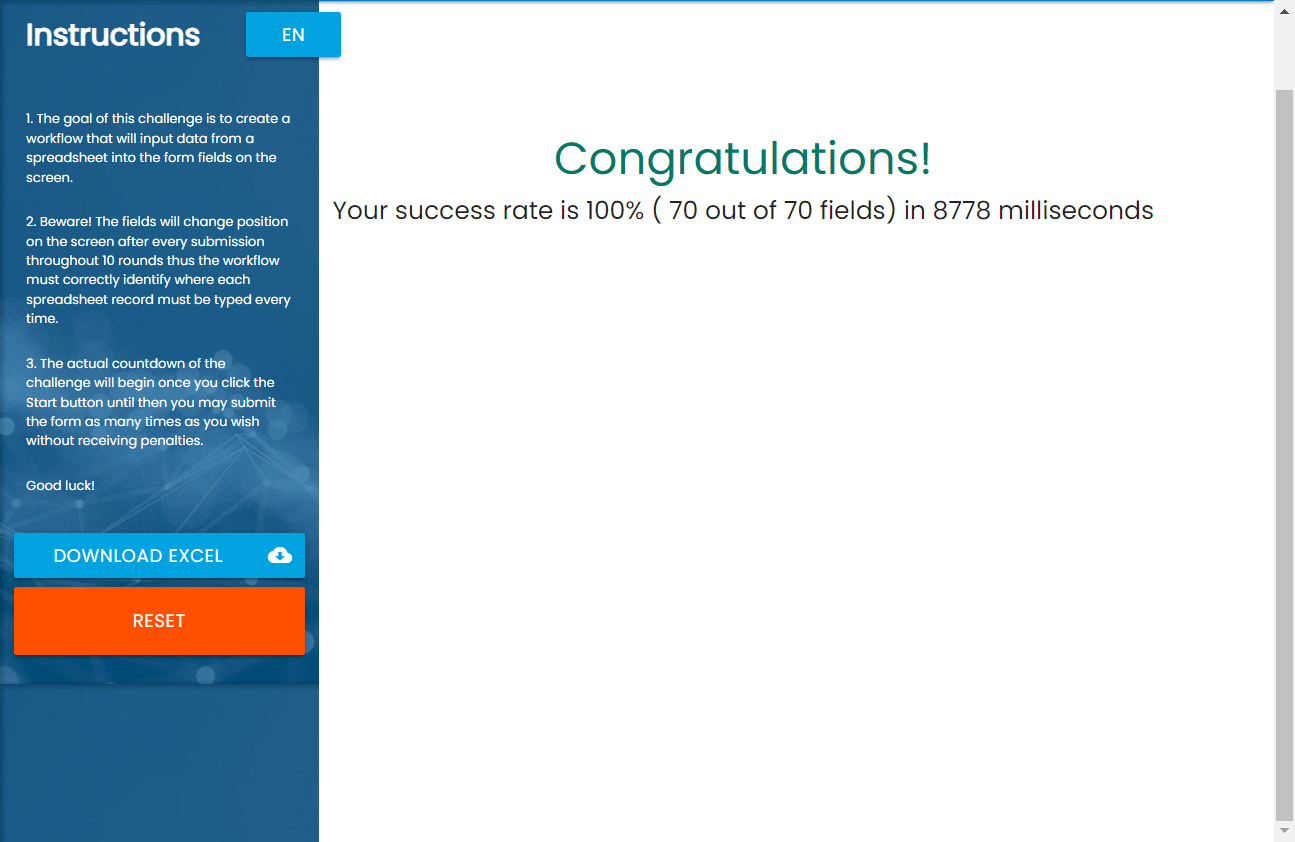 Instructions
EN
1. The goal of this challenge is to create a
workflow that will input data from a
spreadsheet into the form fields on the
screen.
2. Beware! The fields will change position
on the screen after every submission
throughout 10 rounds thus the workflow
must correctly identify where each
spreadsheet record must be typed every
time.
3. The actual countdown of the
challenge will begin once you click the
Start button until then you may submit
the form as many times as you wish
without receiving penalties.
Good luck!
DOWNLOAD EXCEL
RESET
Congratulations!
Your success rate is 100% ( 70 out of 70 fields) in 8778 milliseconds